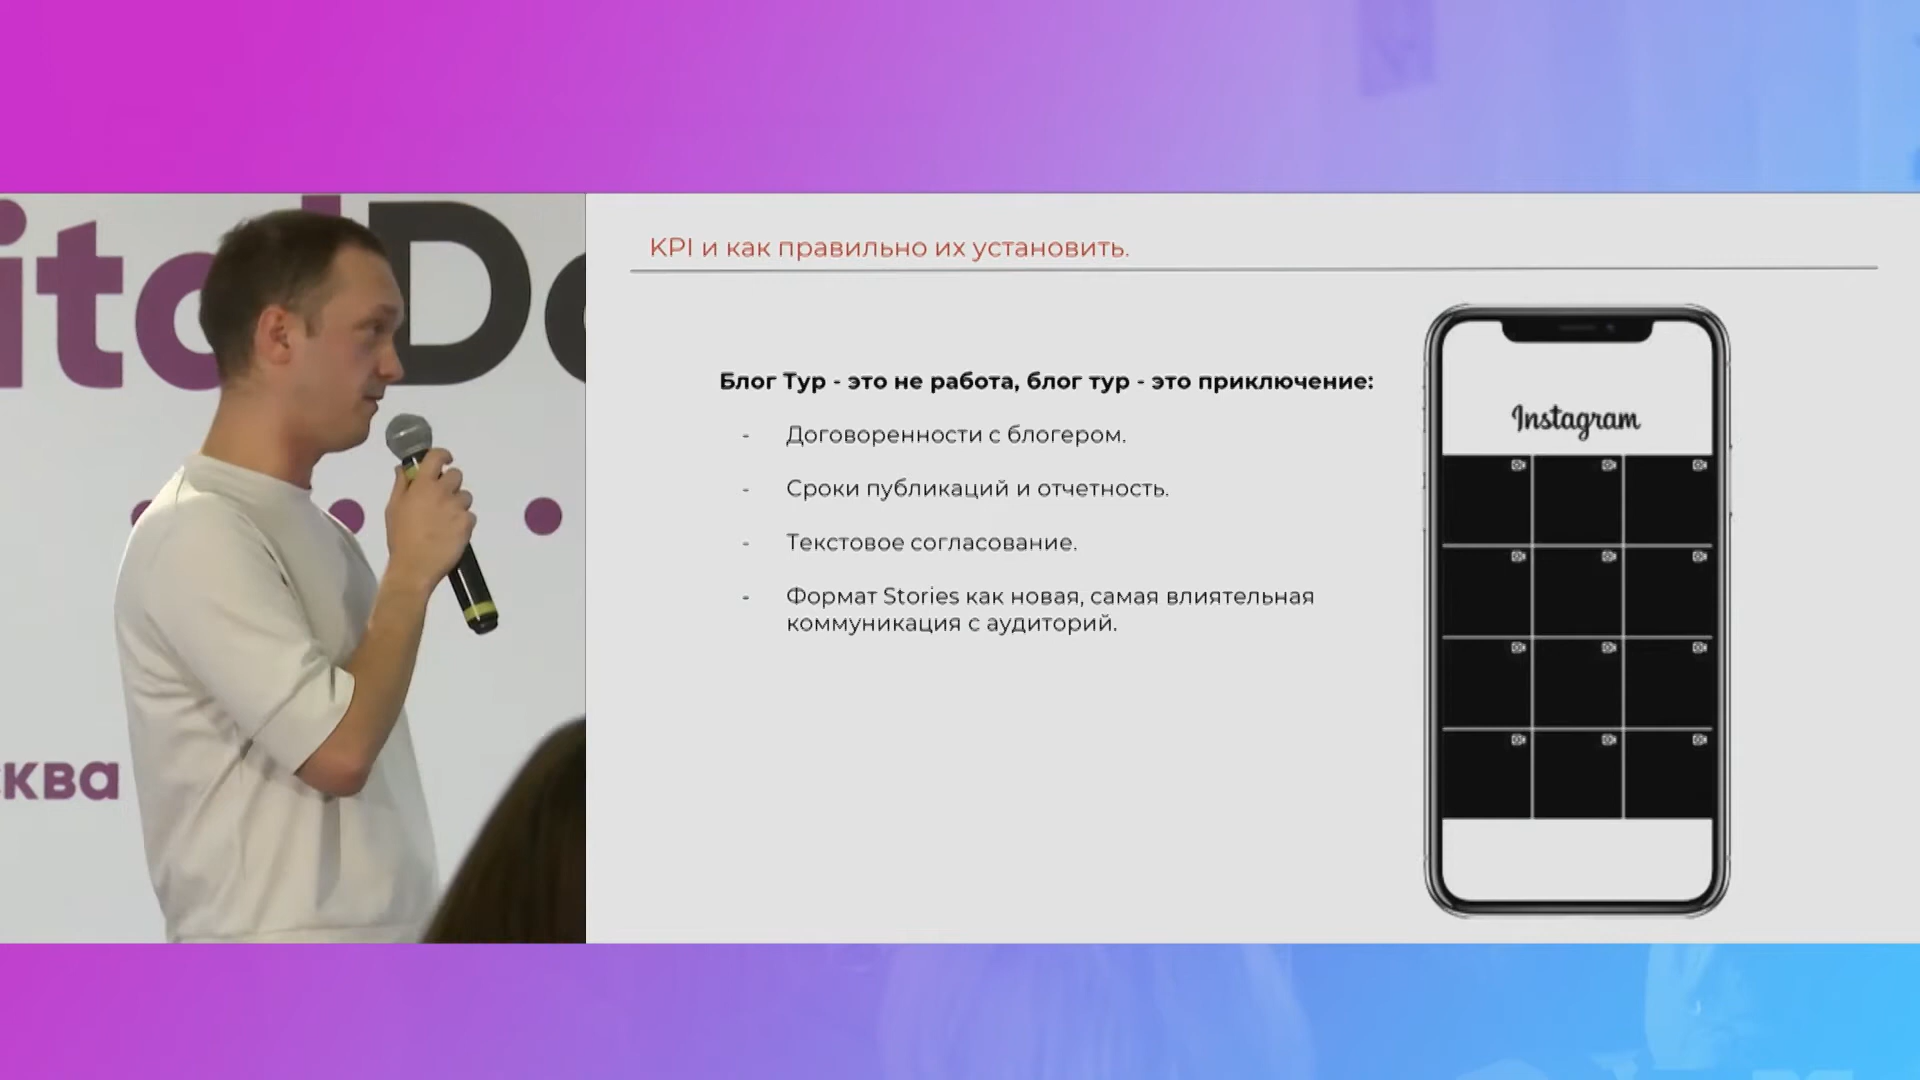 KPI и как правильно их установить.
Блог Тур - это не работа, блог тур - это приключение:
- Договоренности с блогером.
- Сроки публикаций и отчетность.
- Текстовое согласование.
- Формат Stories как новая, самая влиятельная
коммуникация с аудиторий.
Instagram